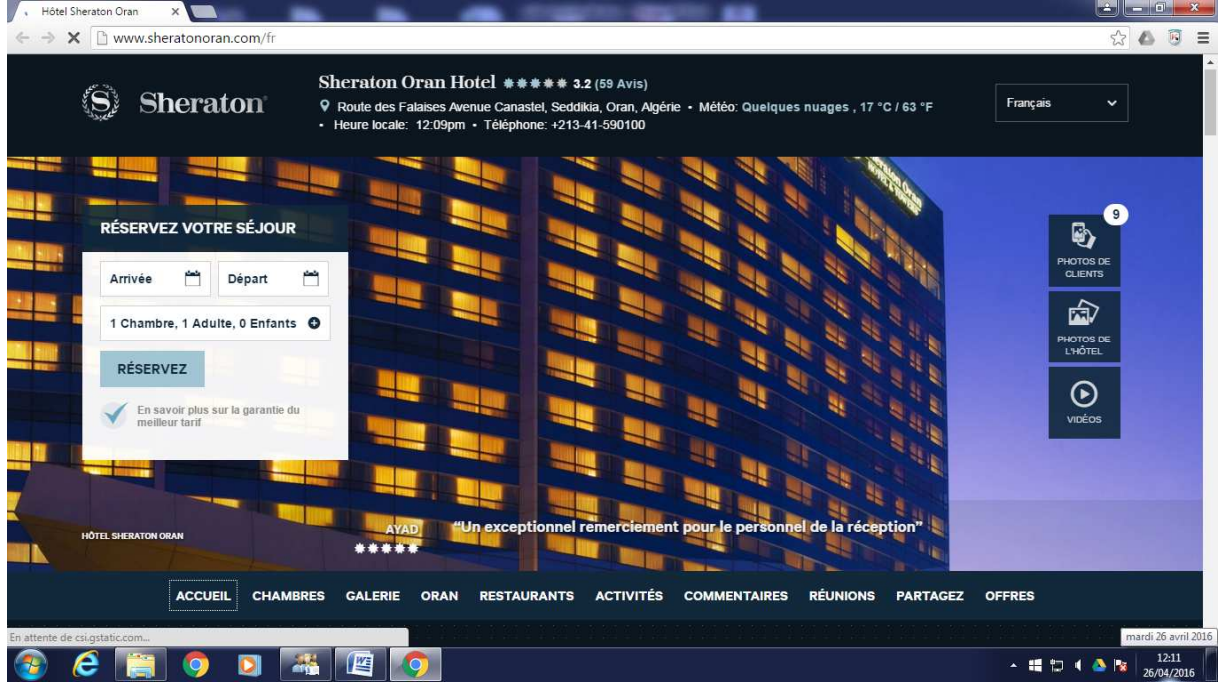 Hôtel Sheraton Oran
www.sheratonoran.com/fr
Sheraton
Sheraton Oran Hotel 3.2 (59 Avis)
Route des Falaises Avenue Canastel, Seddikia, Oran, Algérie • Météo: Quelques nuages , 17 °C / 63 °F
• Heure locale: 12:09pm • Téléphone: +213-41-590100
Français
RÉSERVEZ VOTRE SÉJOUR
Arrivée Départ
1 Chambre, 1 Adulte, 0 Enfants
RÉSERVEZ
En savoir plus sur la garantie du
meilleur tarif
9
PHOTOS DE
CLIENTS
PHOTOS DE
L'HÔTEL
VIDÉOS
Sheraton Oran
HOTEL & TOWERS
HÔTEL SHERATON ORAN
AYAD
“Un exceptionnel remerciement pour le personnel de la réception”
ACCUEIL CHAMBRES GALERIE ORAN RESTAURANTS ACTIVITÉS COMMENTAIRES RÉUNIONS PARTAGEZ OFFRES
En attente de csi.gstatic.com...
mardi 26 avril 2016
12:11
26/04/2016